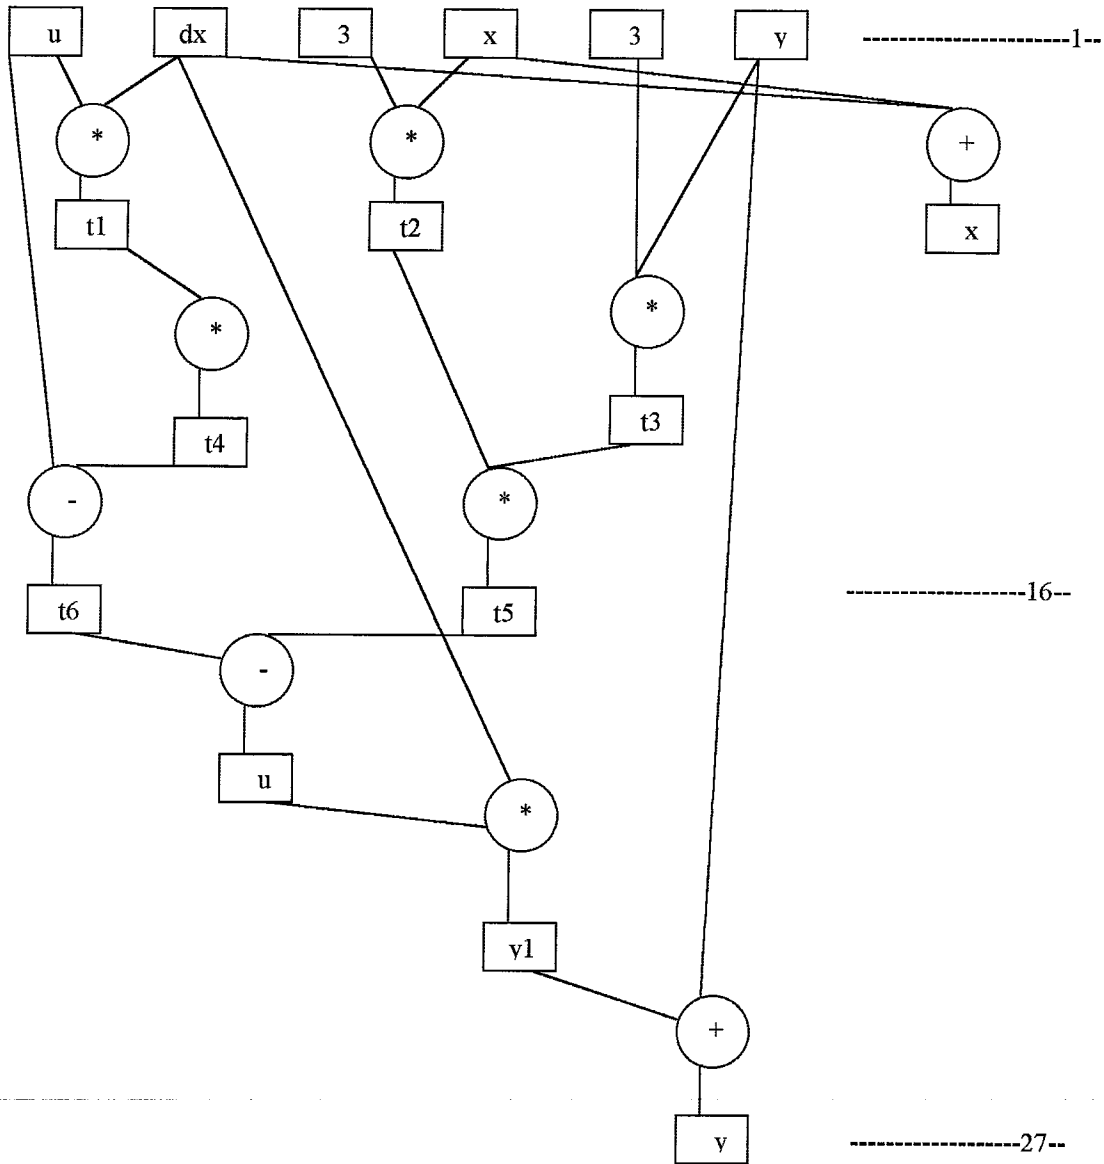 u dx 3 x 3 y --------------------------1--
* * +
t1 t2 x
* *
t3
t4
- *
t6 t5 -----------------------16--
-
u
*
y1
+
y ---------------------27--